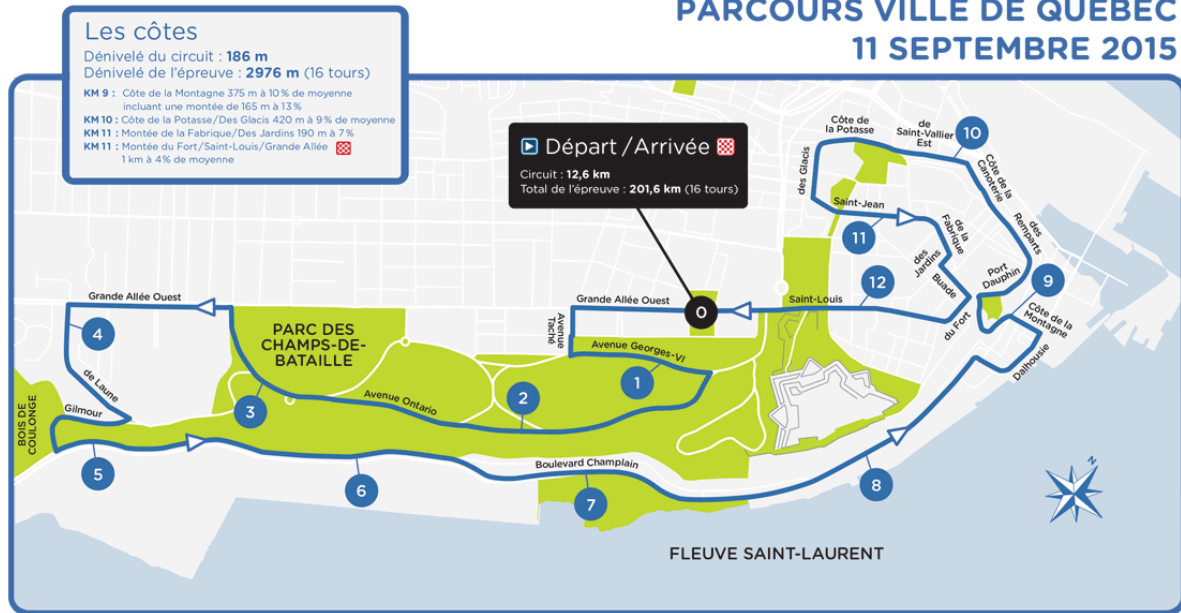 PARCOURS VILLE DE QUÉBEC
11 SEPTEMBRE 2015
Les côtes
Dénivelé du circuit : 186 m
Dénivelé de l'épreuve : 2976 m (16 tours)
KM 9 : Côte de la Montagne 375 m à 10 % de moyenne
incluant une montée de 165 m à 13 %
KM 10 : Côte de la Potasse/Des Glacis 420 m à 9 % de moyenne
KM 11 : Montée de la Fabrique/Des Jardins 190 m à 7 %
KM 11 : Montée du Fort/Saint-Louis/Grande Allée
1 km à 4% de moyenne
Départ / Arrivée
Circuit : 12,6 km
Total de l'épreuve : 201,6 km (16 tours)
Côte de
la Potasse
de
Saint-Vallier
Est
10
des Glacis
Côte de la
Canoterie
Saint-Jean
11
de la
Fabrique
des
Remparts
des
Jardins
Buade
Port
Dauphin
9
12
Grande Allée Ouest
4
PARC DES
CHAMPS-DE-
BATAILLE
Grande Allée Ouest
0
Saint-Louis
du Fort
Côte de la
Montagne
Dalhousie
Avenue
Taché
Avenue Georges-VI
1
de Laune
Gilmour
BOIS DE
COULONGE
3
Avenue Ontario
2
5
6
Boulevard Champlain
7
8
N
FLEUVE SAINT-LAURENT